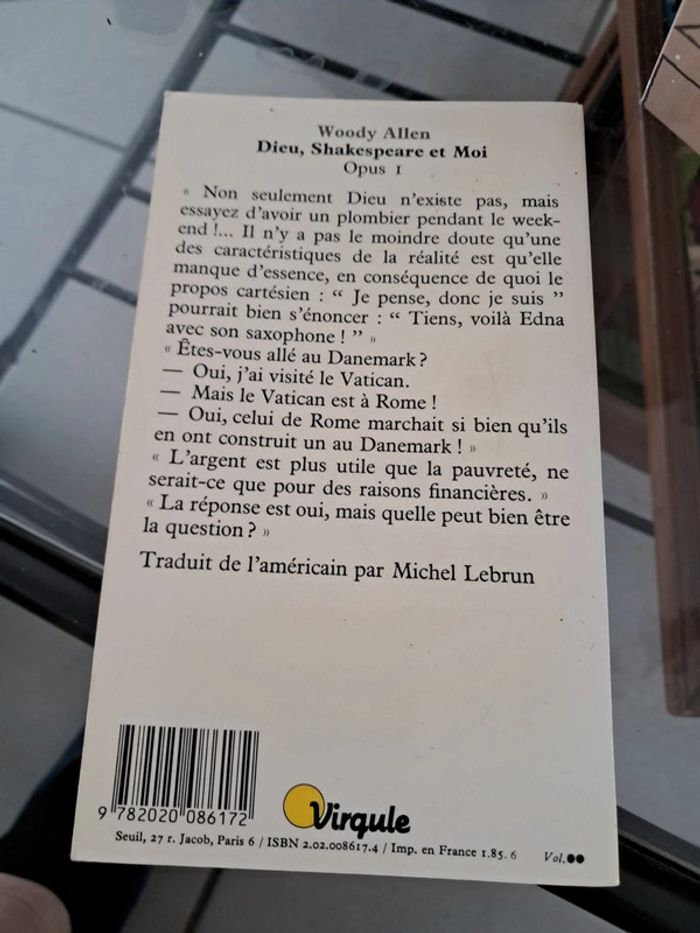 Woody Allen
Dieu, Shakespeare et Moi
Opus 1
« Non seulement Dieu n'existe pas, mais
essayez d'avoir un plombier pendant le week-
end !... Il n'y a pas le moindre doute qu'une
des caractéristiques de la réalité est qu'elle
manque d'essence, en conséquence de quoi le
propos cartésien : “ Je pense, donc je suis ”
pourrait bien s'énoncer : “ Tiens, voilà Edna
avec son saxophone ! ” »
« Êtes-vous allé au Danemark ?
— Oui, j'ai visité le Vatican.
— Mais le Vatican est à Rome !
— Oui, celui de Rome marchait si bien qu'ils
en ont construit un au Danemark ! »
« L'argent est plus utile que la pauvreté, ne
serait-ce que pour des raisons financières. »
« La réponse est oui, mais quelle peut bien être
la question ? »
Traduit de l'américain par Michel Lebrun
9 782020 086172
Virgule
Seuil, 27 r. Jacob, Paris 6 / ISBN 2.02.008617.4 / Imp. en France 1.85. 6
Vol.●●